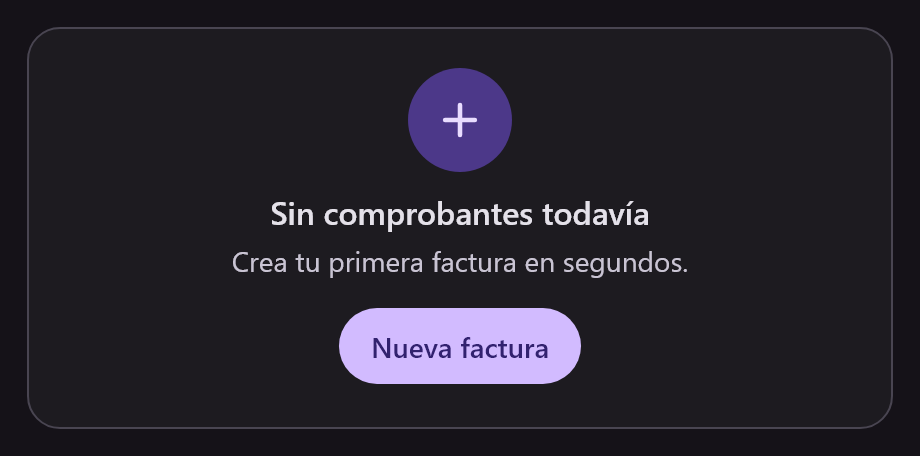 Sin comprobantes todavía
Crea tu primera factura en segundos.
Nueva factura